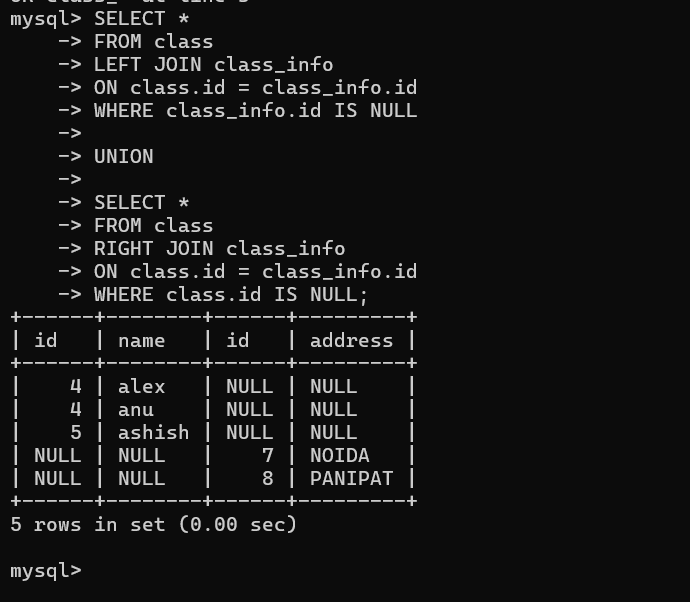 mysql> SELECT *
    -> FROM class
    -> LEFT JOIN class_info
    -> ON class.id = class_info.id
    -> WHERE class_info.id IS NULL
    ->
    -> UNION
    ->
    -> SELECT *
    -> FROM class
    -> RIGHT JOIN class_info
    -> ON class.id = class_info.id
    -> WHERE class.id IS NULL;
+------+--------+------+---------+
| id   | name   | id   | address |
+------+--------+------+---------+
|    4 | alex   | NULL | NULL    |
|    4 | anu    | NULL | NULL    |
|    5 | ashish | NULL | NULL    |
| NULL | NULL   |    7 | NOIDA   |
| NULL | NULL   |    8 | PANIPAT |
+------+--------+------+---------+
5 rows in set (0.00 sec)

mysql>